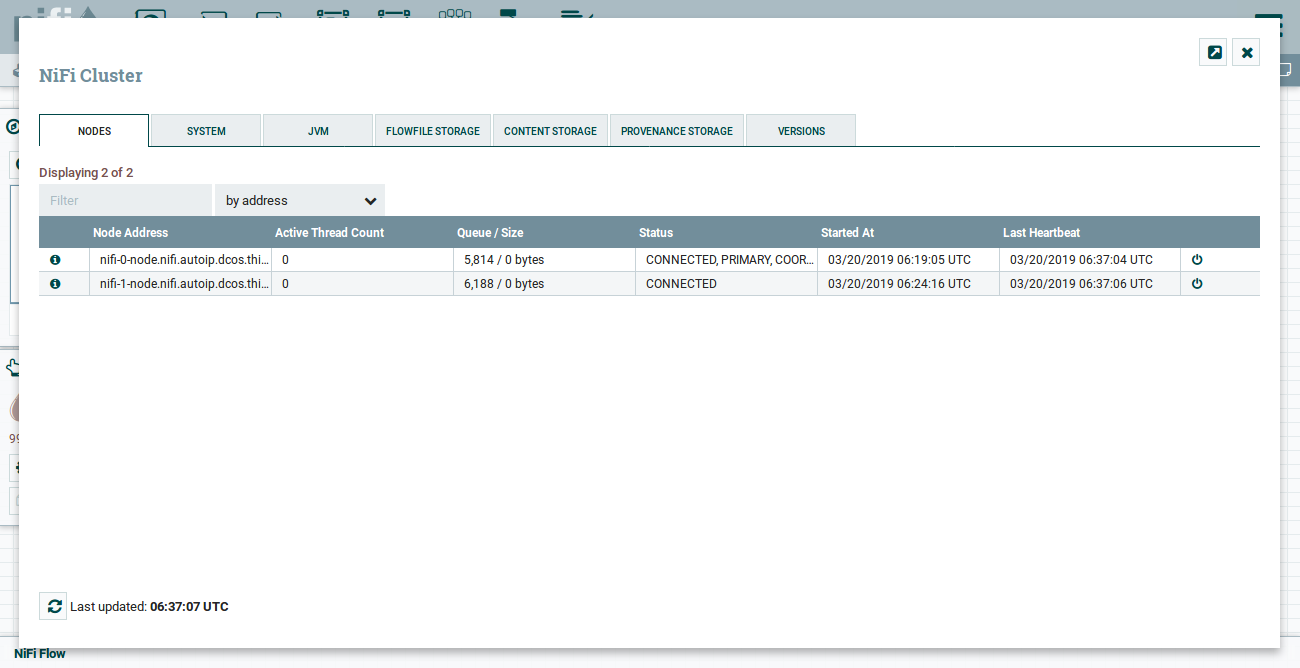 nifi
NiFi Cluster
NODES SYSTEM JVM FLOWFILE STORAGE CONTENT STORAGE PROVENANCE STORAGE VERSIONS
Displaying 2 of 2
Filter by address
Node Address Active Thread Count Queue / Size Status Started At Last Heartbeat
nifi-0-node.nifi.autoip.dcos.thi... 0 5,814 / 0 bytes CONNECTED, PRIMARY, COOR... 03/20/2019 06:19:05 UTC 03/20/2019 06:37:04 UTC
nifi-1-node.nifi.autoip.dcos.thi... 0 6,188 / 0 bytes CONNECTED 03/20/2019 06:24:16 UTC 03/20/2019 06:37:06 UTC
Last updated: 06:37:07 UTC
NiFi Flow